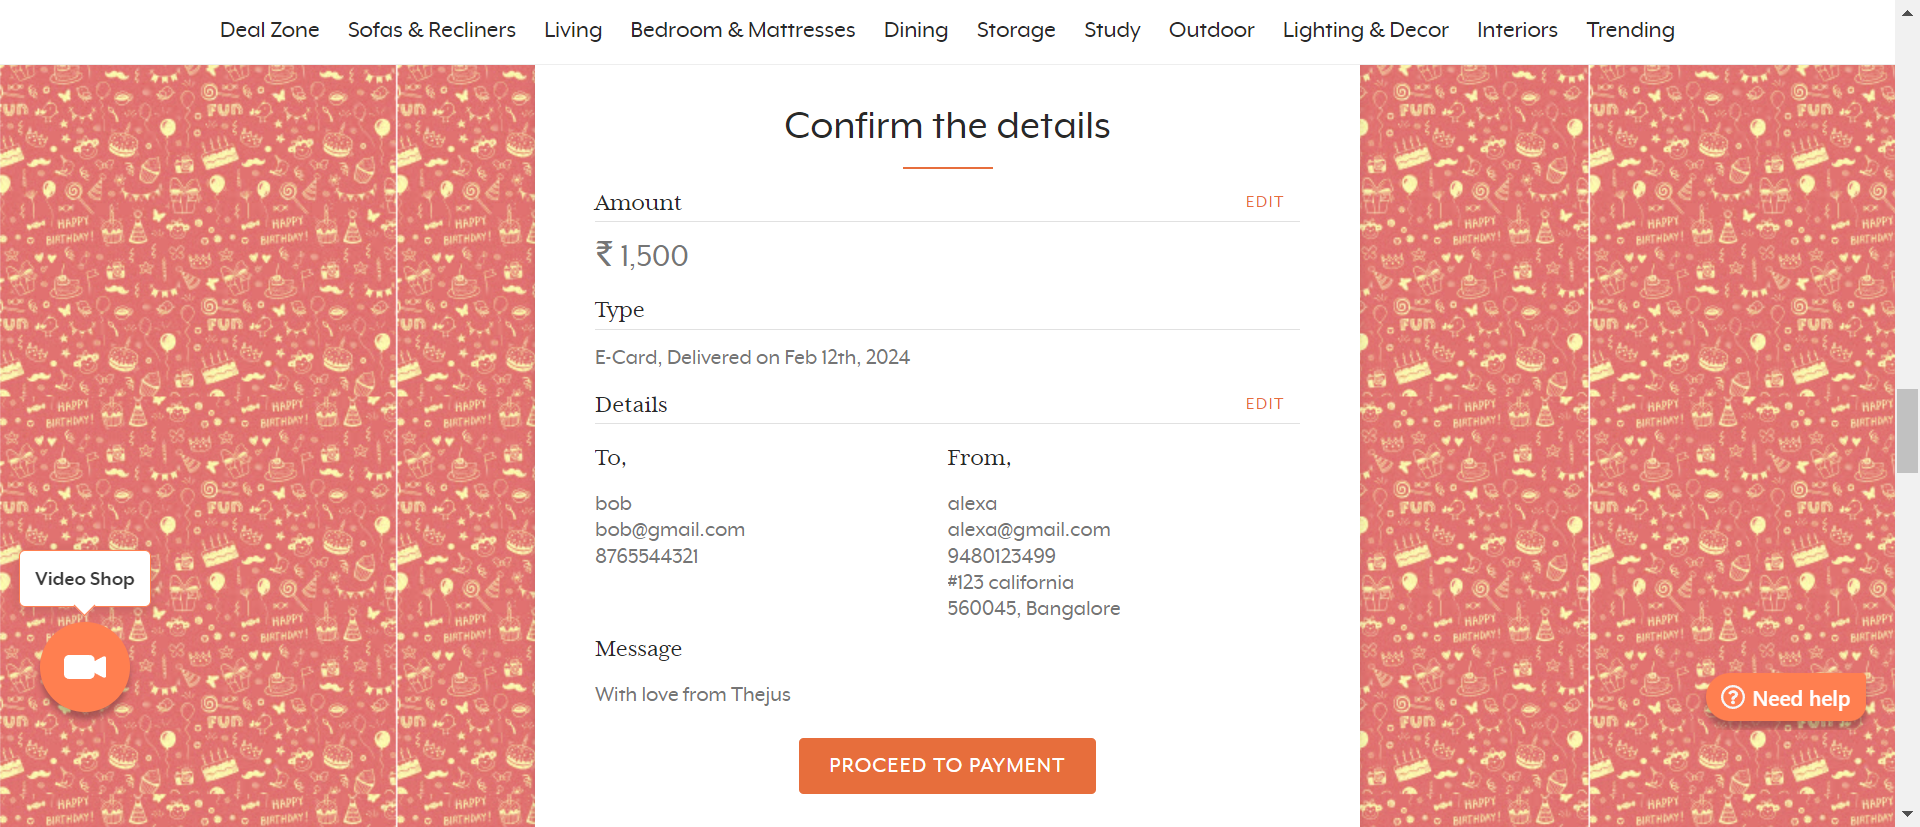 Deal Zone Sofas & Recliners Living Bedroom & Mattresses Dining Storage Study Outdoor Lighting & Decor Interiors Trending
Confirm the details
Amount EDIT
₹ 1,500
Type
E-Card, Delivered on Feb 12th, 2024
Details EDIT
To,
bob
bob@gmail.com
8765544321
From,
alexa
alexa@gmail.com
9480123499
#123 california
560045, Bangalore
Message
With love from Thejus
PROCEED TO PAYMENT
Video Shop
Need help
FUN
HAPPY
BIRTHDAY!